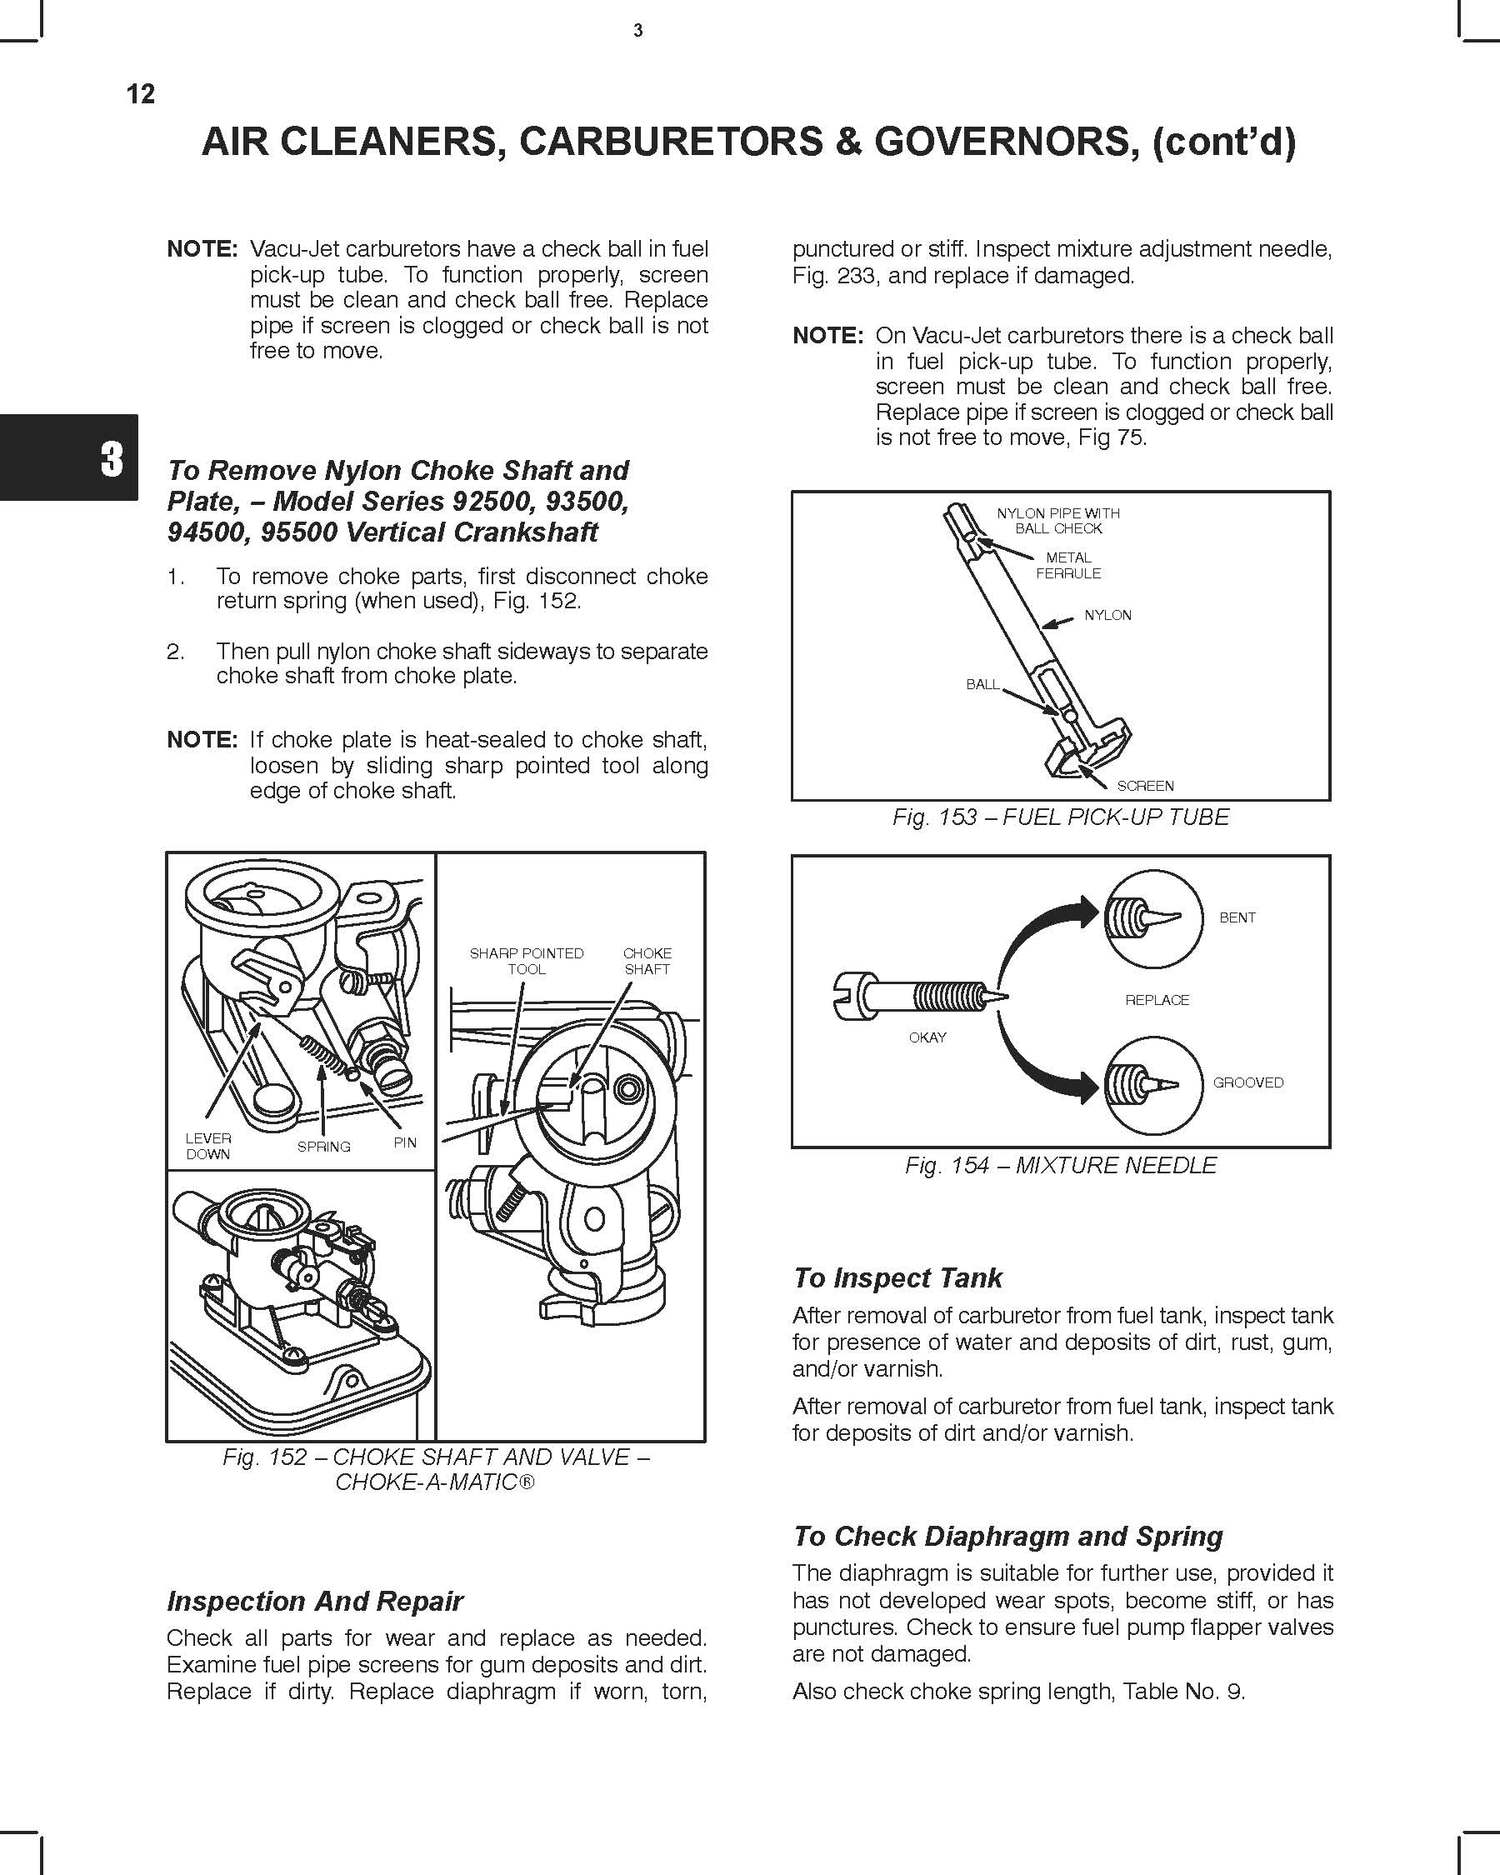 3
12
AIR CLEANERS, CARBURETORS & GOVERNORS, (cont’d)
NOTE: Vacu-Jet carburetors have a check ball in fuel
pick-up tube. To function properly, screen
must be clean and check ball free. Replace
pipe if screen is clogged or check ball is not
free to move.
3
To Remove Nylon Choke Shaft and
Plate, – Model Series 92500, 93500,
94500, 95500 Vertical Crankshaft
1. To remove choke parts, first disconnect choke
return spring (when used), Fig. 152.
2. Then pull nylon choke shaft sideways to separate
choke shaft from choke plate.
NOTE: If choke plate is heat-sealed to choke shaft,
loosen by sliding sharp pointed tool along
edge of choke shaft.
SHARP POINTED
TOOL
CHOKE
SHAFT
LEVER
DOWN
SPRING
PIN
Fig. 152 – CHOKE SHAFT AND VALVE –
CHOKE-A-MATIC®
Inspection And Repair
Check all parts for wear and replace as needed.
Examine fuel pipe screens for gum deposits and dirt.
Replace if dirty. Replace diaphragm if worn, torn,
punctured or stiff. Inspect mixture adjustment needle,
Fig. 233, and replace if damaged.
NOTE: On Vacu-Jet carburetors there is a check ball
in fuel pick-up tube. To function properly,
screen must be clean and check ball free.
Replace pipe if screen is clogged or check ball
is not free to move, Fig 75.
NYLON PIPE WITH
BALL CHECK
METAL
FERRULE
NYLON
BALL
SCREEN
Fig. 153 – FUEL PICK-UP TUBE
BENT
REPLACE
OKAY
GROOVED
Fig. 154 – MIXTURE NEEDLE
To Inspect Tank
After removal of carburetor from fuel tank, inspect tank
for presence of water and deposits of dirt, rust, gum,
and/or varnish.
After removal of carburetor from fuel tank, inspect tank
for deposits of dirt and/or varnish.
To Check Diaphragm and Spring
The diaphragm is suitable for further use, provided it
has not developed wear spots, become stiff, or has
punctures. Check to ensure fuel pump flapper valves
are not damaged.
Also check choke spring length, Table No. 9.